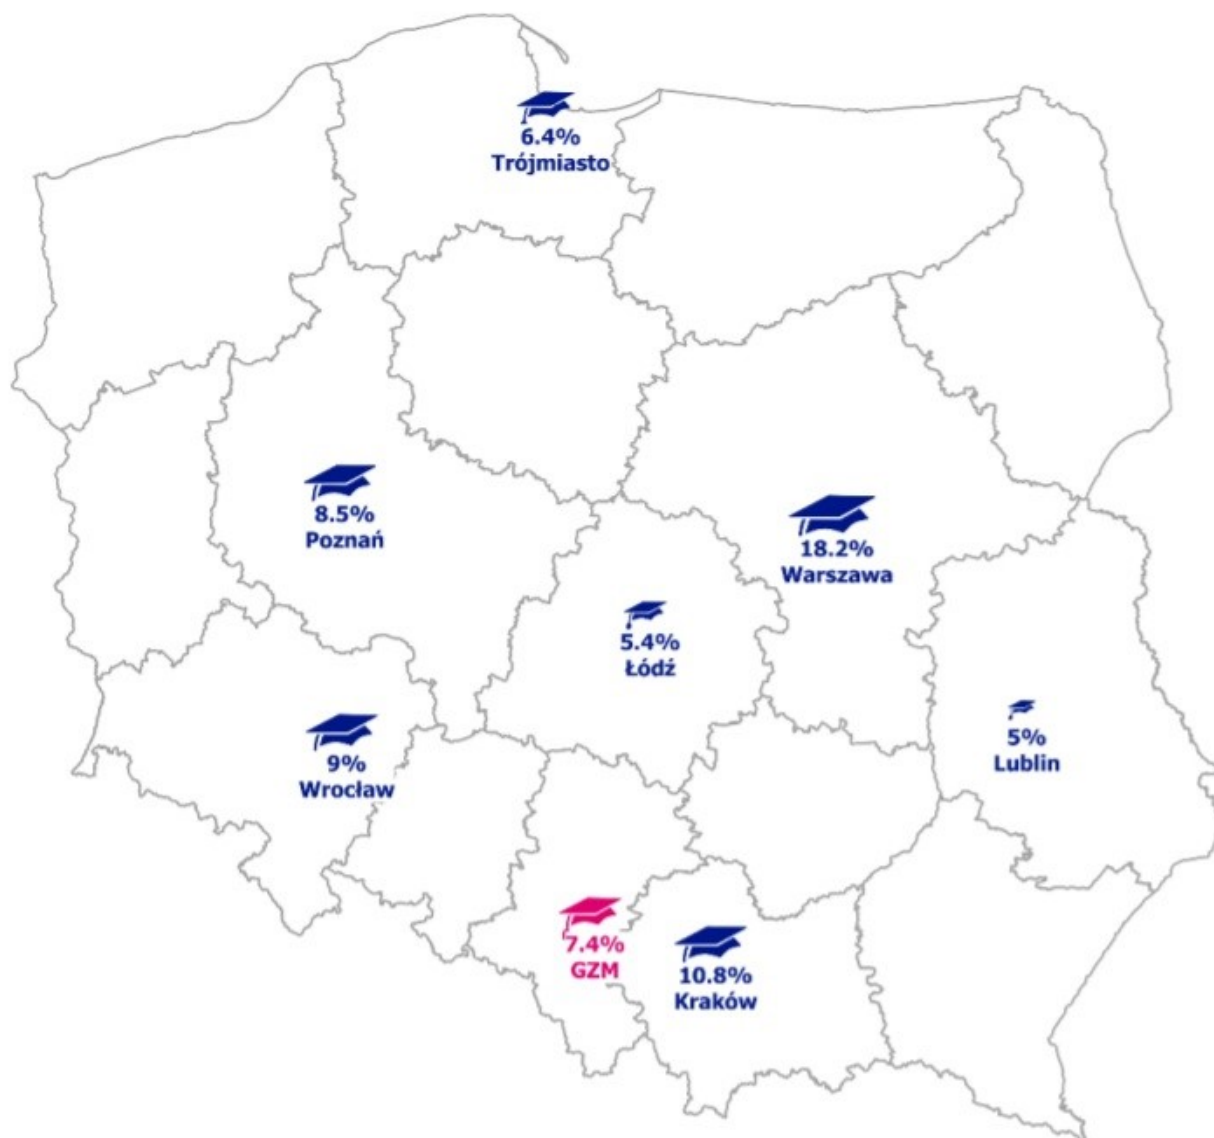 6.4%
Trójmiasto
8.5%
Poznań
18.2%
Warszawa
5.4%
Łódź
9%
Wrocław
5%
Lublin
7.4%
GZM
10.8%
Kraków